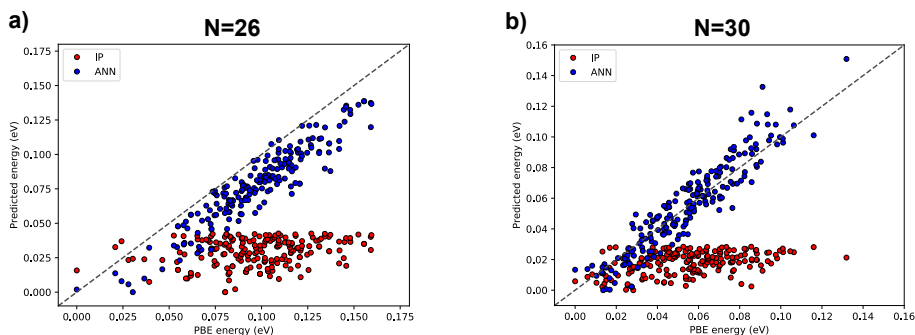 a)
N=26
IP
ANN
Predicted energy (eV)
0.175
0.150
0.125
0.100
0.075
0.050
0.025
0.000
0.000 0.025 0.050 0.075 0.100 0.125 0.150 0.175
PBE energy (eV)
b)
N=30
IP
ANN
Predicted energy (eV)
0.16
0.14
0.12
0.10
0.08
0.06
0.04
0.02
0.00
0.00 0.02 0.04 0.06 0.08 0.10 0.12 0.14 0.16
PBE energy (eV)